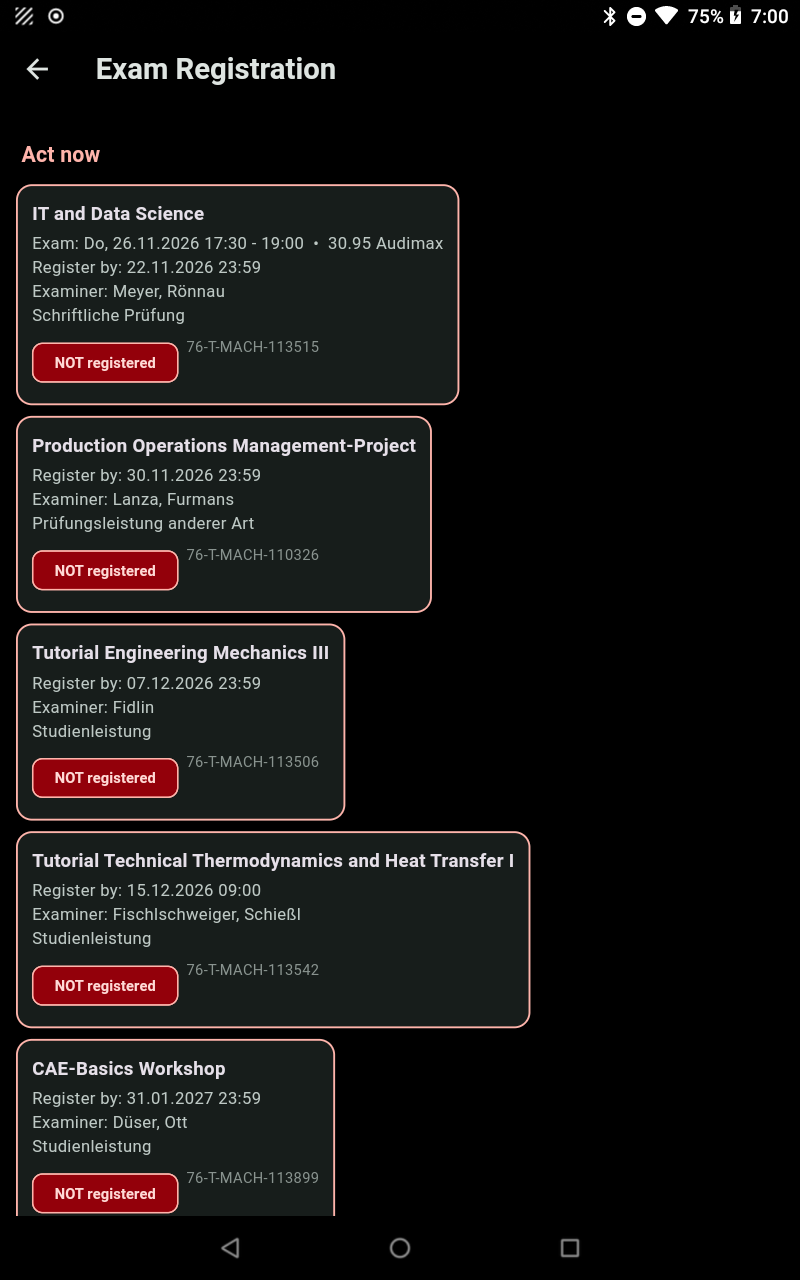 75% 7:00
Exam Registration
Act now
IT and Data Science
Exam: Do, 26.11.2026 17:30 - 19:00 • 30.95 Audimax
Register by: 22.11.2026 23:59
Examiner: Meyer, Rönnau
Schriftliche Prüfung
NOT registered 76-T-MACH-113515
Production Operations Management-Project
Register by: 30.11.2026 23:59
Examiner: Lanza, Furmans
Prüfungsleistung anderer Art
NOT registered 76-T-MACH-110326
Tutorial Engineering Mechanics III
Register by: 07.12.2026 23:59
Examiner: Fidlin
Studienleistung
NOT registered 76-T-MACH-113506
Tutorial Technical Thermodynamics and Heat Transfer I
Register by: 15.12.2026 09:00
Examiner: Fischlschweiger, Schießl
Studienleistung
NOT registered 76-T-MACH-113542
CAE-Basics Workshop
Register by: 31.01.2027 23:59
Examiner: Düser, Ott
Studienleistung
NOT registered 76-T-MACH-113899